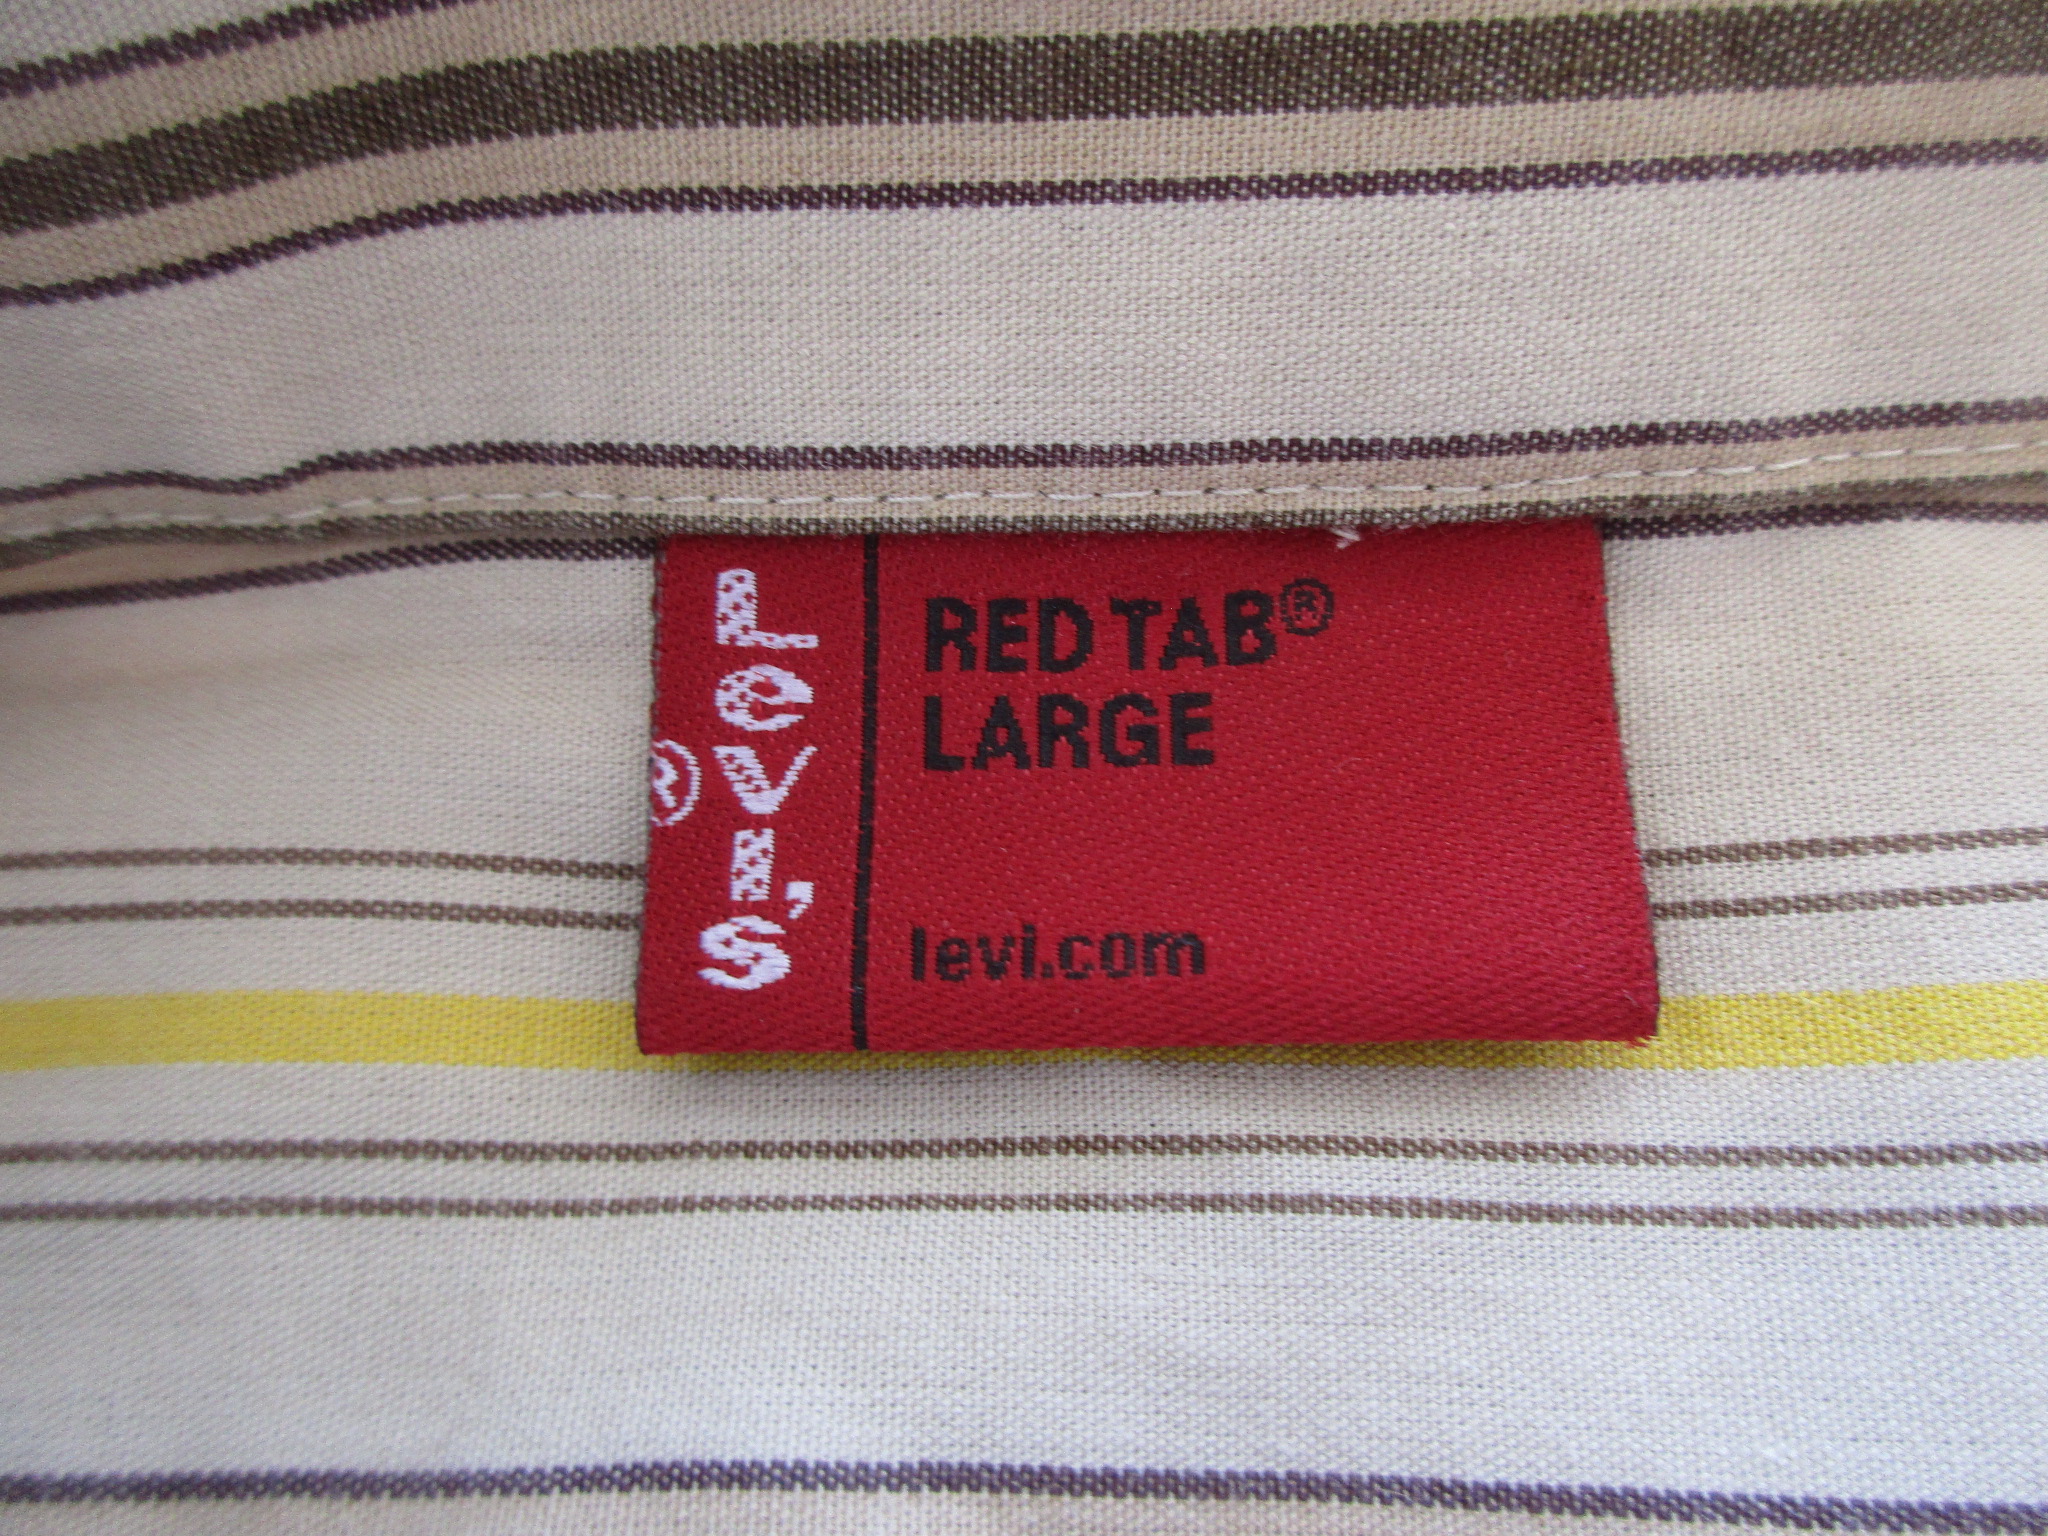 LEVI'S
®
RED TAB®
LARGE
levi.com